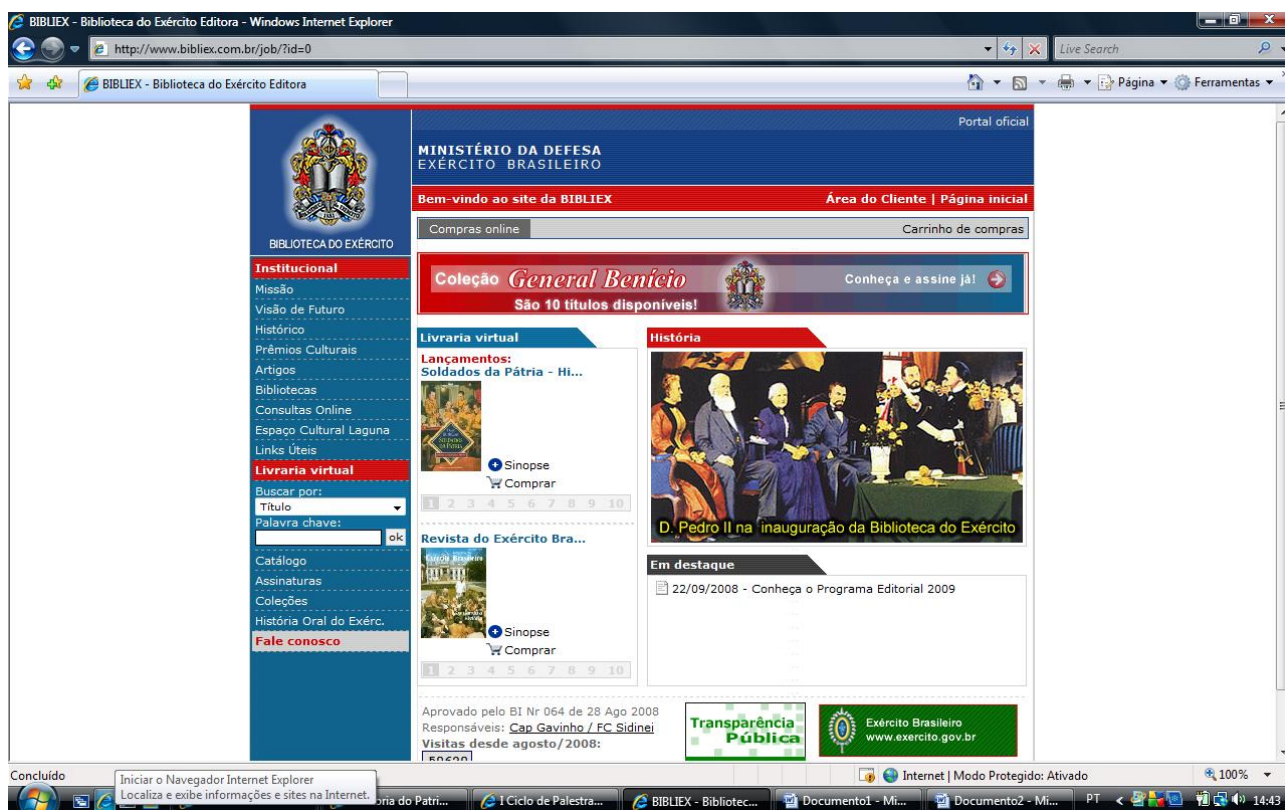 BIBLIEX - Biblioteca do Exército Editora - Windows Internet Explorer
http://www.bibliex.com.br/job/?id=0
Live Search
BIBLIEX - Biblioteca do Exército Editora
Página
Ferramentas
Portal oficial
MINISTÉRIO DA DEFESA
EXÉRCITO BRASILEIRO
BIBLIOTECA DO EXÉRCITO
Bem-vindo ao site da BIBLIEX
Área do Cliente | Página inicial
Compras online
Carrinho de compras
Institucional
Missão
Visão de Futuro
Histórico
Prêmios Culturais
Artigos
Bibliotecas
Consultas Online
Espaço Cultural Laguna
Links Úteis
Livraria virtual
Buscar por:
Título
Palavra chave:
ok
Catálogo
Assinaturas
Coleções
História Oral do Exérc.
Fale conosco
Coleção General Benício
São 10 títulos disponíveis!
Conheça e assine já!
Livraria virtual
Lançamentos:
Soldados da Pátria - Hi...
Sinopse
Comprar
1 2 3 4 5 6 7 8 9 10
Revista do Exército Bra...
Sinopse
Comprar
1 2 3 4 5 6 7 8 9 10
História
D. Pedro II na inauguração da Biblioteca do Exército
Em destaque
22/09/2008 - Conheça o Programa Editorial 2009
Aprovado pelo BI Nr 064 de 28 Ago 2008
Responsáveis: Cap Gavinho / FC Sidinei
Visitas desde agosto/2008:
Transparência
Pública
Exército Brasileiro
www.exercito.gov.br
Concluído
Internet | Modo Protegido: Ativado
100%
Iniciar o Navegador Internet Explorer
Localiza e exibe informações e sites na Internet.
do Patri...
I Ciclo de Palestra...
BIBLIEX - Bibliotec...
Documento1 - Mi...
Documento2 - Mi...
PT
14:43